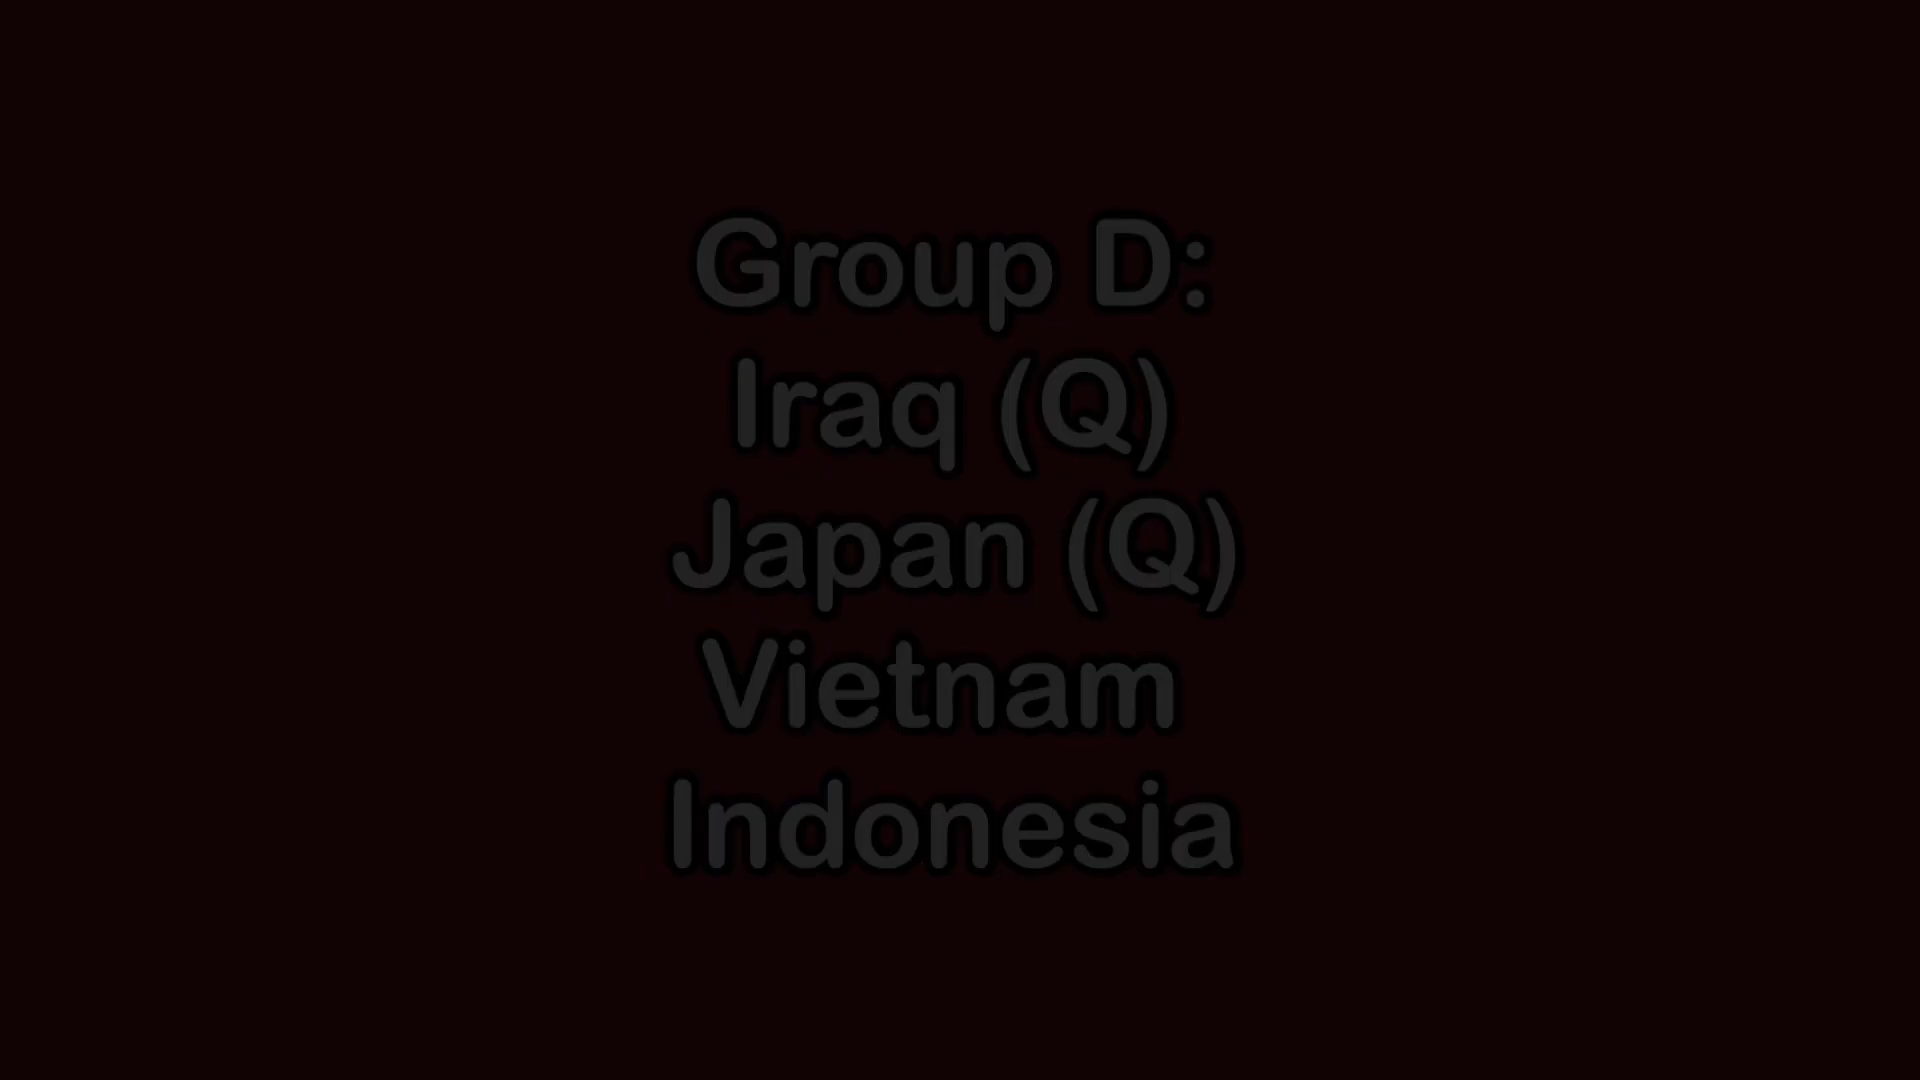 Group D:
Iraq (Q)
Japan (Q)
Vietnam
Indonesia